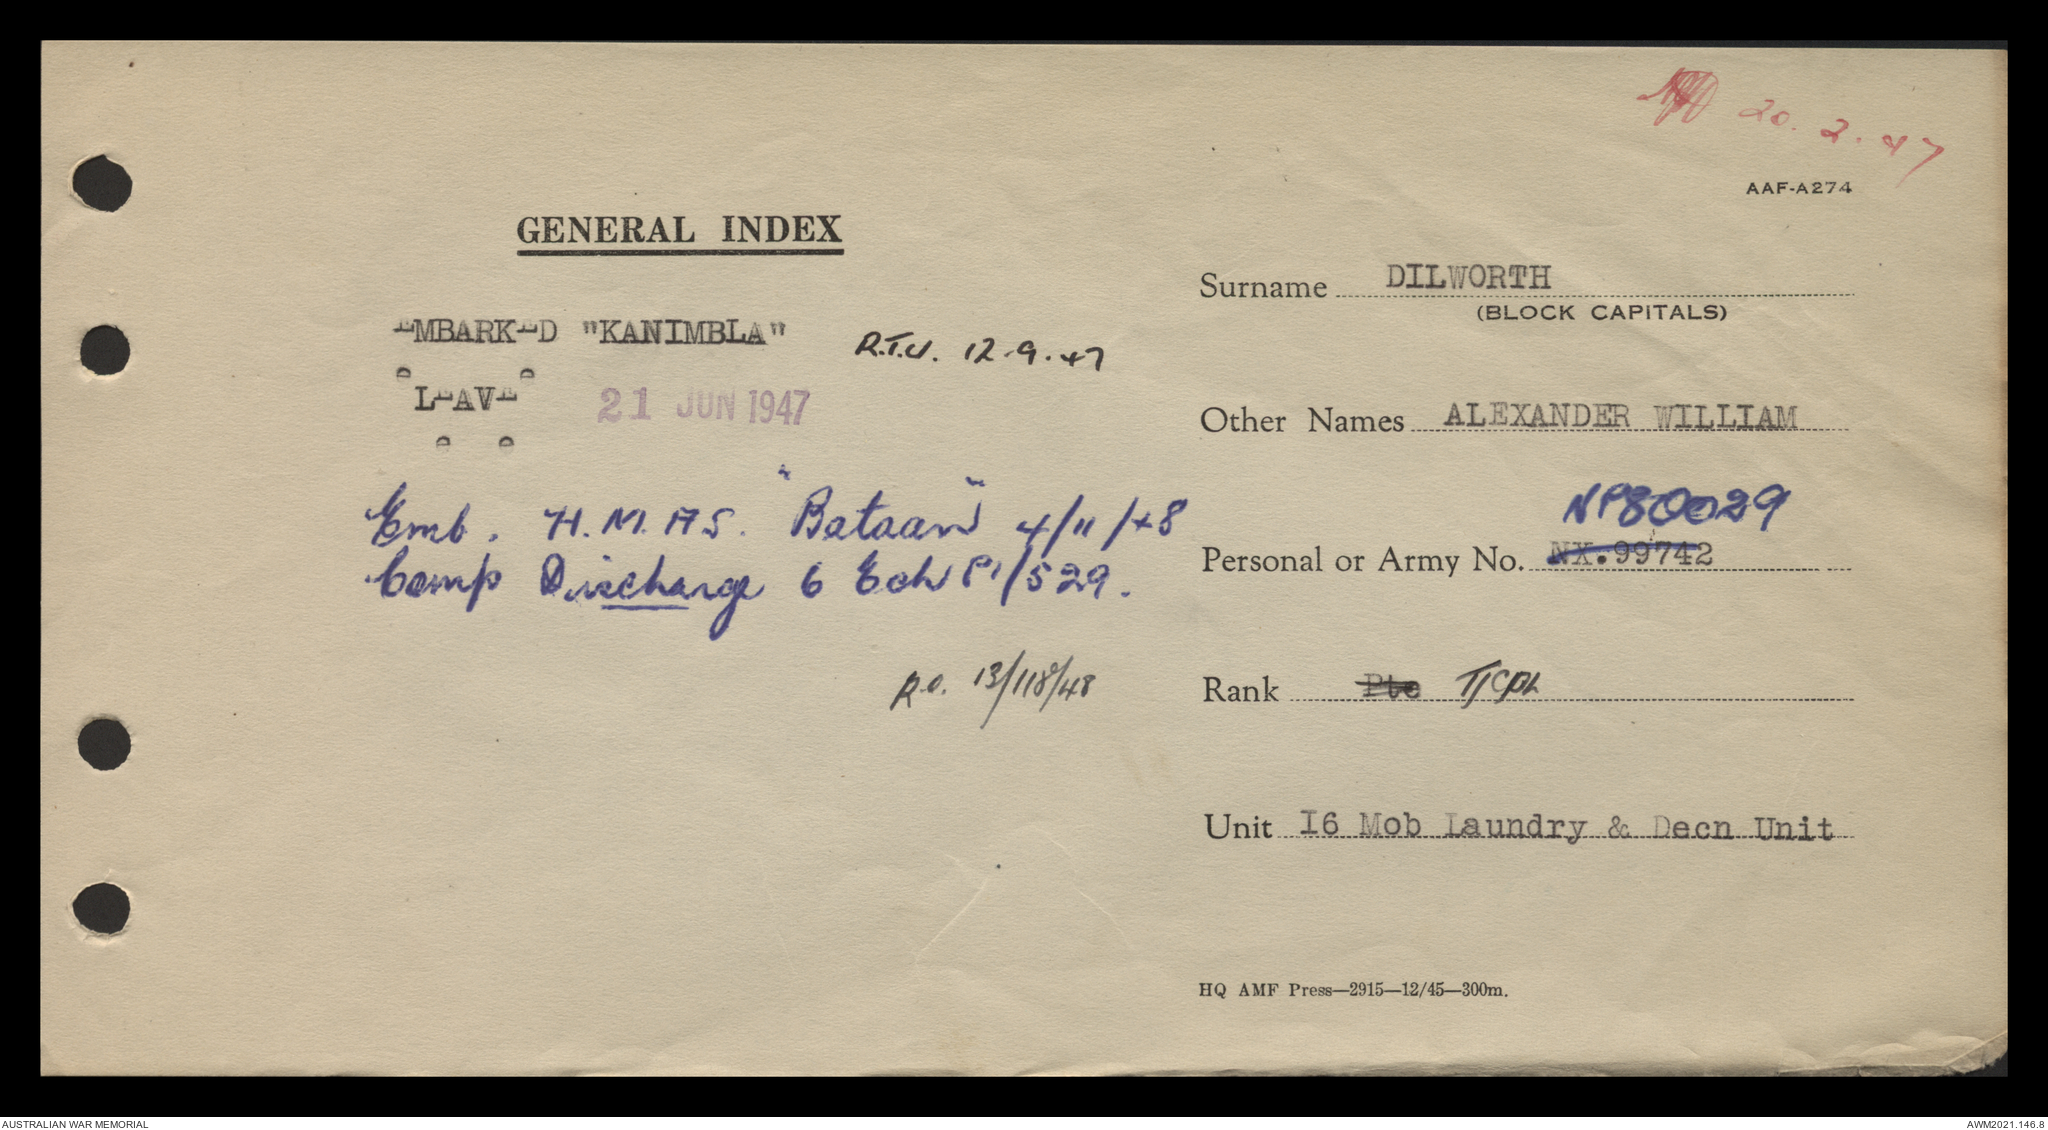 20.2.47
AAF-A274
GENERAL INDEX
EMBARKED "KANIMBLA" R.T.U. 12.9.47
LEAVE 21 JUN 1947
Emb. H.M.A.S. "Bataan" 4/11/48
Comp Discharge 6 Ech P1/529.
R.O. 13/118/48
Surname DILWORTH
(BLOCK CAPITALS)
Other Names ALEXANDER WILLIAM
NP80029
Personal or Army No. NX.99742
Rank Pte T/CPL
Unit 16 Mob Laundry & Decn Unit
HQ AMF Press—2915—12/45—300m.
AUSTRALIAN WAR MEMORIAL
AWM2021.146.8